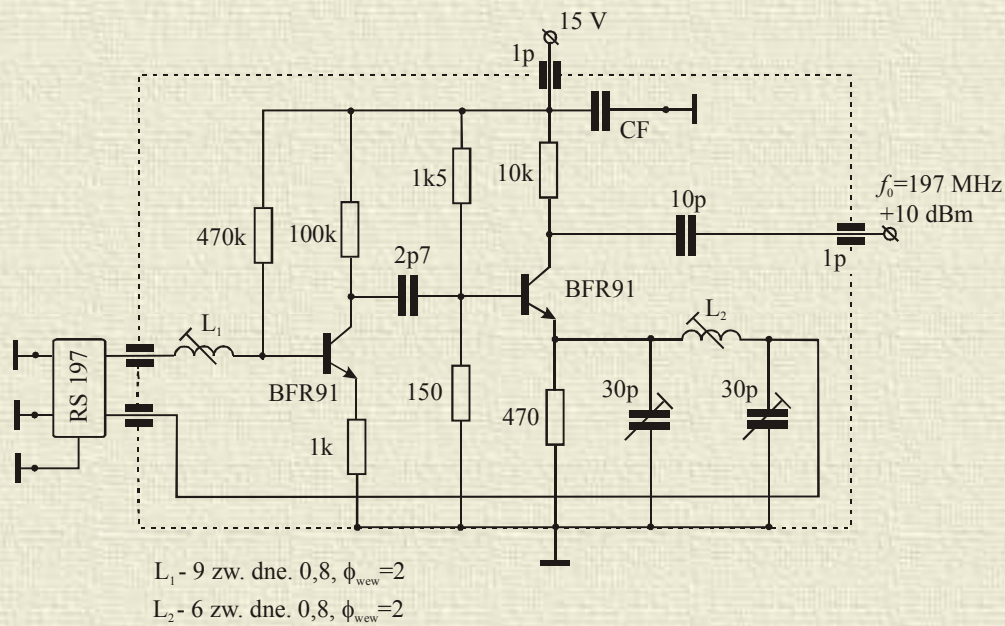 15 V
1p
CF
1k5
10k
f₀=197 MHz
+10 dBm
10p
470k
100k
2p7
1p
BFR91
L₁
L₂
RS 197
BFR91
150
470
30p
30p
1k
L₁ - 9 zw. dne. 0,8, ϕwew=2
L₂ - 6 zw. dne. 0,8, ϕwew=2